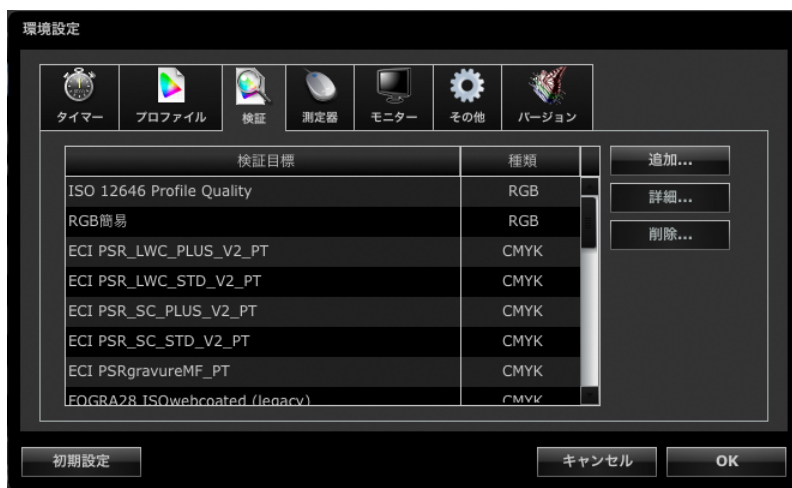 環境設定
タイマー プロファイル 検証 測定器 モニター その他 バージョン
検証目標 種類 追加...
ISO 12646 Profile Quality RGB 詳細...
RGB簡易 RGB 削除...
ECI PSR_LWC_PLUS_V2_PT CMYK
ECI PSR_LWC_STD_V2_PT CMYK
ECI PSR_SC_PLUS_V2_PT CMYK
ECI PSR_SC_STD_V2_PT CMYK
ECI PSRgravureMF_PT CMYK
FOGRA28 ISOwebcoated (legacy) CMYK
初期設定 キャンセル OK